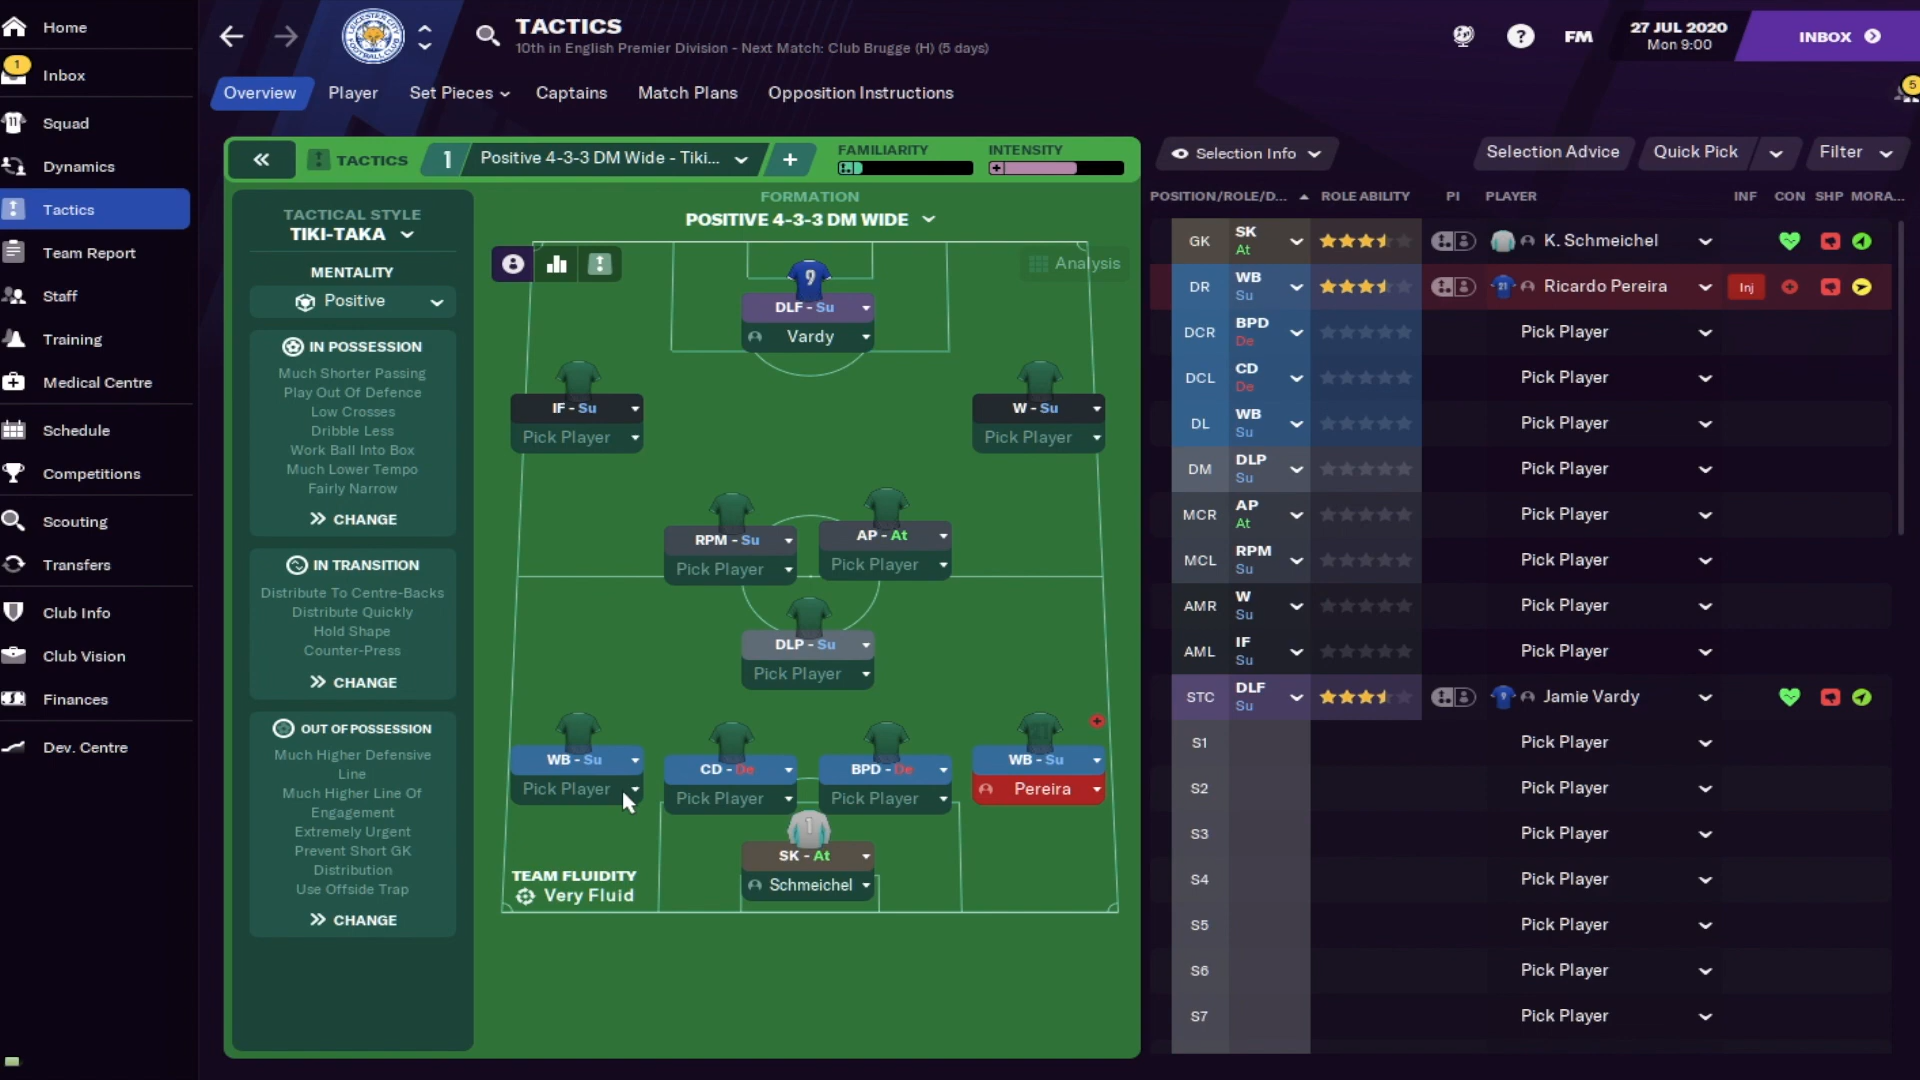 Home
1
Inbox
Squad
Dynamics
Tactics
Team Report
Staff
Training
Medical Centre
Schedule
Competitions
Scouting
Transfers
Club Info
Club Vision
Finances
Dev. Centre
TACTICS
10th in English Premier Division - Next Match: Club Brugge (H) (5 days)
FM
27 JUL 2020
Mon 9:00
INBOX
5
Overview
Player
Set Pieces
Captains
Match Plans
Opposition Instructions
TACTICS
1
Positive 4-3-3 DM Wide - Tiki...
FAMILIARITY
INTENSITY
TACTICAL STYLE
TIKI-TAKA
MENTALITY
Positive
IN POSSESSION
Much Shorter Passing
Play Out Of Defence
Low Crosses
Dribble Less
Work Ball Into Box
Much Lower Tempo
Fairly Narrow
CHANGE
IN TRANSITION
Distribute To Centre-Backs
Distribute Quickly
Hold Shape
Counter-Press
CHANGE
OUT OF POSSESSION
Much Higher Defensive
Line
Much Higher Line Of
Engagement
Extremely Urgent
Prevent Short GK
Distribution
Use Offside Trap
CHANGE
FORMATION
POSITIVE 4-3-3 DM WIDE
Analysis
9
DLF - Su
Vardy
IF - Su
Pick Player
W - Su
Pick Player
RPM - Su
Pick Player
AP - At
Pick Player
DLP - Su
Pick Player
WB - Su
Pick Player
CD - De
Pick Player
BPD - De
Pick Player
21
WB - Su
Pereira
1
SK - At
Schmeichel
TEAM FLUIDITY
Very Fluid
Selection Info
Selection Advice
Quick Pick
Filter
POSITION/ROLE/D... ROLE ABILITY PI PLAYER INF CON SHP MORA...
GK SK At K. Schmeichel
DR WB Su 21 Ricardo Pereira Inj
DCR BPD De Pick Player
DCL CD De Pick Player
DL WB Su Pick Player
DM DLP Su Pick Player
MCR AP At Pick Player
MCL RPM Su Pick Player
AMR W Su Pick Player
AML IF Su Pick Player
STC DLF Su 9 Jamie Vardy
S1 Pick Player
S2 Pick Player
S3 Pick Player
S4 Pick Player
S5 Pick Player
S6 Pick Player
S7 Pick Player